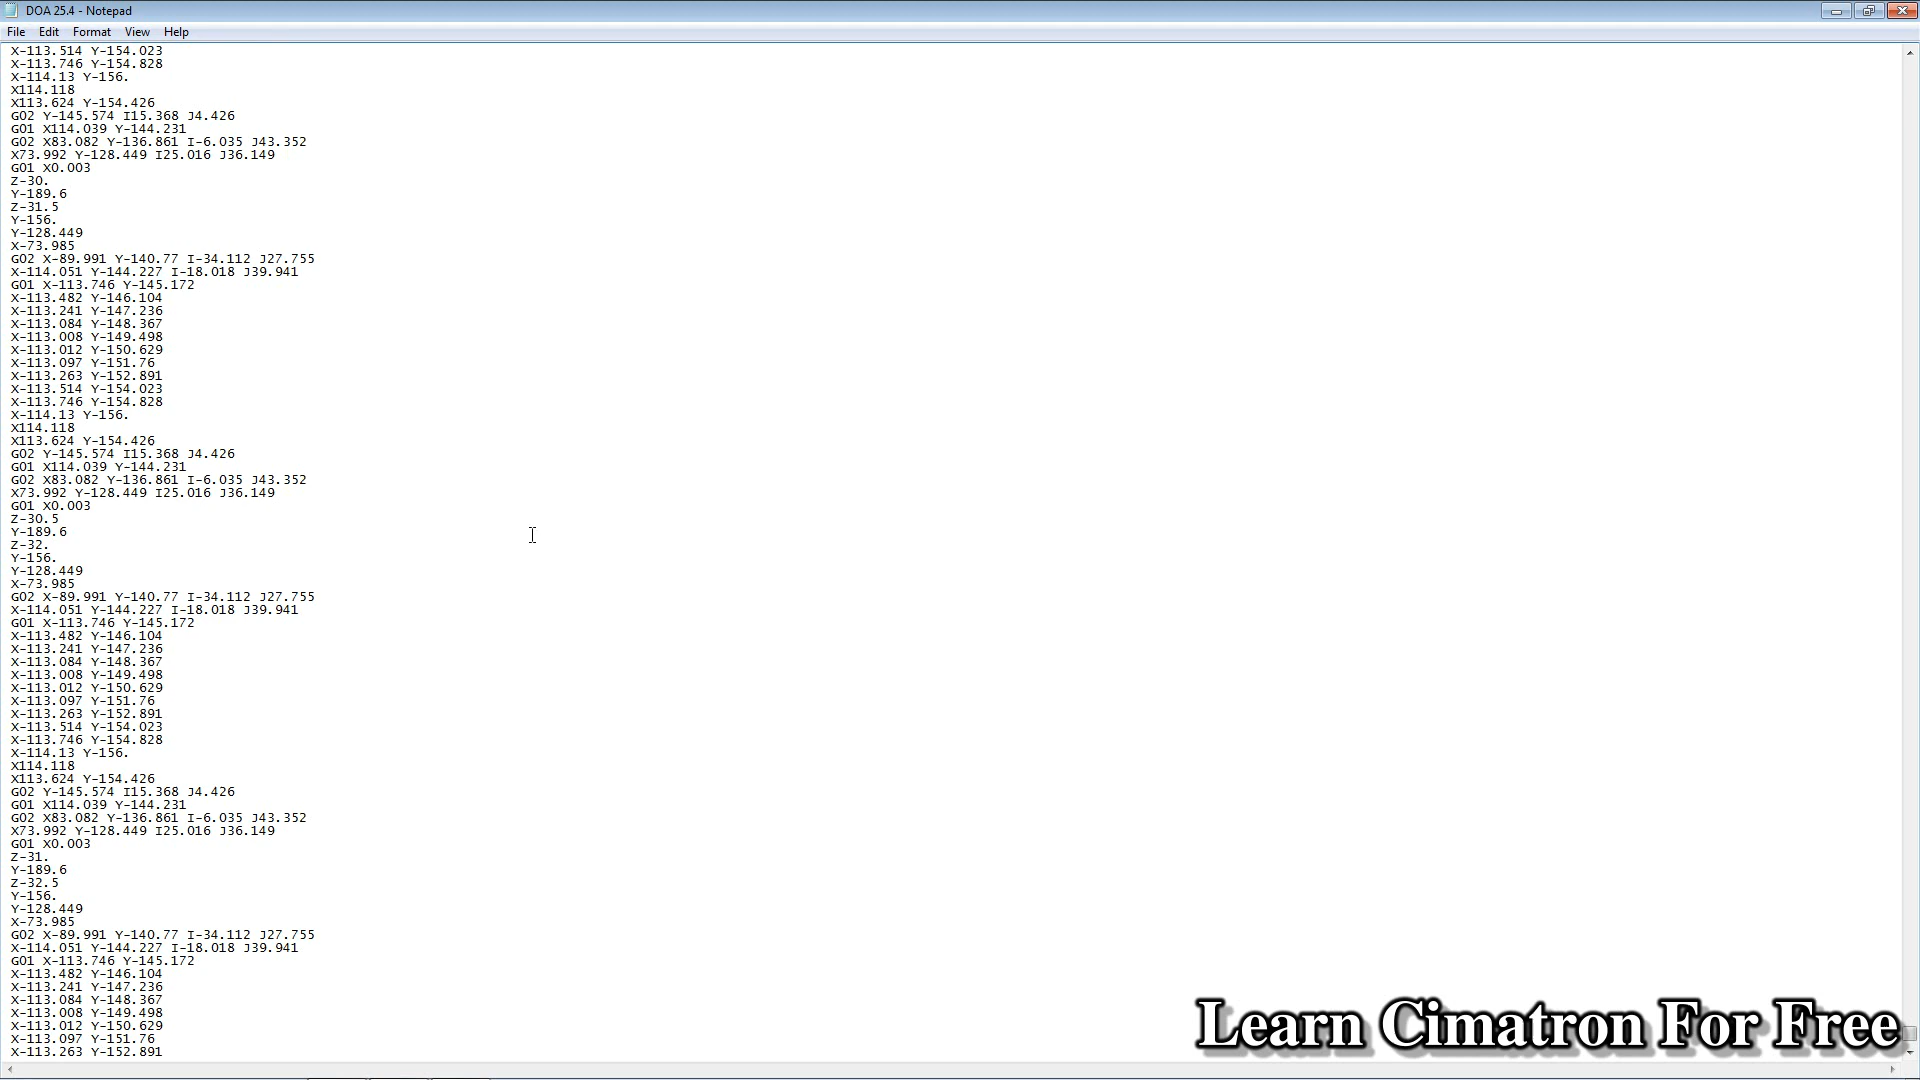 DOA 25.4 - Notepad
File Edit Format View Help
X-113.514 Y-154.023
X-113.746 Y-154.828
X-114.13 Y-156.
X114.118
X113.624 Y-154.426
G02 Y-145.574 I15.368 J4.426
G01 X114.039 Y-144.231
G02 X83.082 Y-136.861 I-6.035 J43.352
X73.992 Y-128.449 I25.016 J36.149
G01 X0.003
Z-30.
Y-189.6
Z-31.5
Y-156.
Y-128.449
X-73.985
G02 X-89.991 Y-140.77 I-34.112 J27.755
X-114.051 Y-144.227 I-18.018 J39.941
G01 X-113.746 Y-145.172
X-113.482 Y-146.104
X-113.241 Y-147.236
X-113.084 Y-148.367
X-113.008 Y-149.498
X-113.012 Y-150.629
X-113.097 Y-151.76
X-113.263 Y-152.891
X-113.514 Y-154.023
X-113.746 Y-154.828
X-114.13 Y-156.
X114.118
X113.624 Y-154.426
G02 Y-145.574 I15.368 J4.426
G01 X114.039 Y-144.231
G02 X83.082 Y-136.861 I-6.035 J43.352
X73.992 Y-128.449 I25.016 J36.149
G01 X0.003
Z-30.5
Y-189.6
Z-32.
Y-156.
Y-128.449
X-73.985
G02 X-89.991 Y-140.77 I-34.112 J27.755
X-114.051 Y-144.227 I-18.018 J39.941
G01 X-113.746 Y-145.172
X-113.482 Y-146.104
X-113.241 Y-147.236
X-113.084 Y-148.367
X-113.008 Y-149.498
X-113.012 Y-150.629
X-113.097 Y-151.76
X-113.263 Y-152.891
X-113.514 Y-154.023
X-113.746 Y-154.828
X-114.13 Y-156.
X114.118
X113.624 Y-154.426
G02 Y-145.574 I15.368 J4.426
G01 X114.039 Y-144.231
G02 X83.082 Y-136.861 I-6.035 J43.352
X73.992 Y-128.449 I25.016 J36.149
G01 X0.003
Z-31.
Y-189.6
Z-32.5
Y-156.
Y-128.449
X-73.985
G02 X-89.991 Y-140.77 I-34.112 J27.755
X-114.051 Y-144.227 I-18.018 J39.941
G01 X-113.746 Y-145.172
X-113.482 Y-146.104
X-113.241 Y-147.236
X-113.084 Y-148.367
X-113.008 Y-149.498
X-113.012 Y-150.629
X-113.097 Y-151.76
X-113.263 Y-152.891
Learn Cimatron For Free